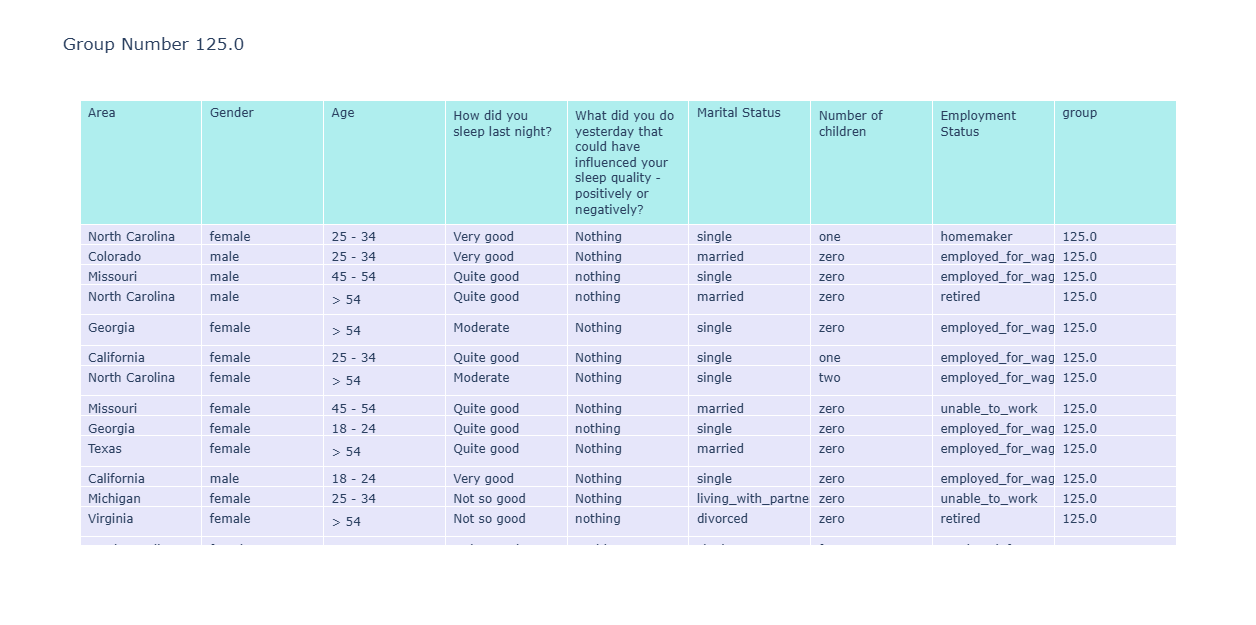 Group Number 125.0
Area Gender Age How did you sleep last night? What did you do yesterday that could have influenced your sleep quality - positively or negatively? Marital Status Number of children Employment Status group
North Carolina female 25 - 34 Very good Nothing single one homemaker 125.0
Colorado male 25 - 34 Very good Nothing married zero employed_for_wag 125.0
Missouri male 45 - 54 Quite good nothing single zero employed_for_wag 125.0
North Carolina male > 54 Quite good nothing married zero retired 125.0
Georgia female > 54 Moderate Nothing single zero employed_for_wag 125.0
California female 25 - 34 Quite good Nothing single one employed_for_wag 125.0
North Carolina female > 54 Moderate Nothing single two employed_for_wag 125.0
Missouri female 45 - 54 Quite good Nothing married zero unable_to_work 125.0
Georgia female 18 - 24 Quite good nothing single zero employed_for_wag 125.0
Texas female > 54 Quite good Nothing married zero employed_for_wag 125.0
California male 18 - 24 Very good Nothing single zero employed_for_wag 125.0
Michigan female 25 - 34 Not so good Nothing living_with_partne zero unable_to_work 125.0
Virginia female > 54 Not so good nothing divorced zero retired 125.0